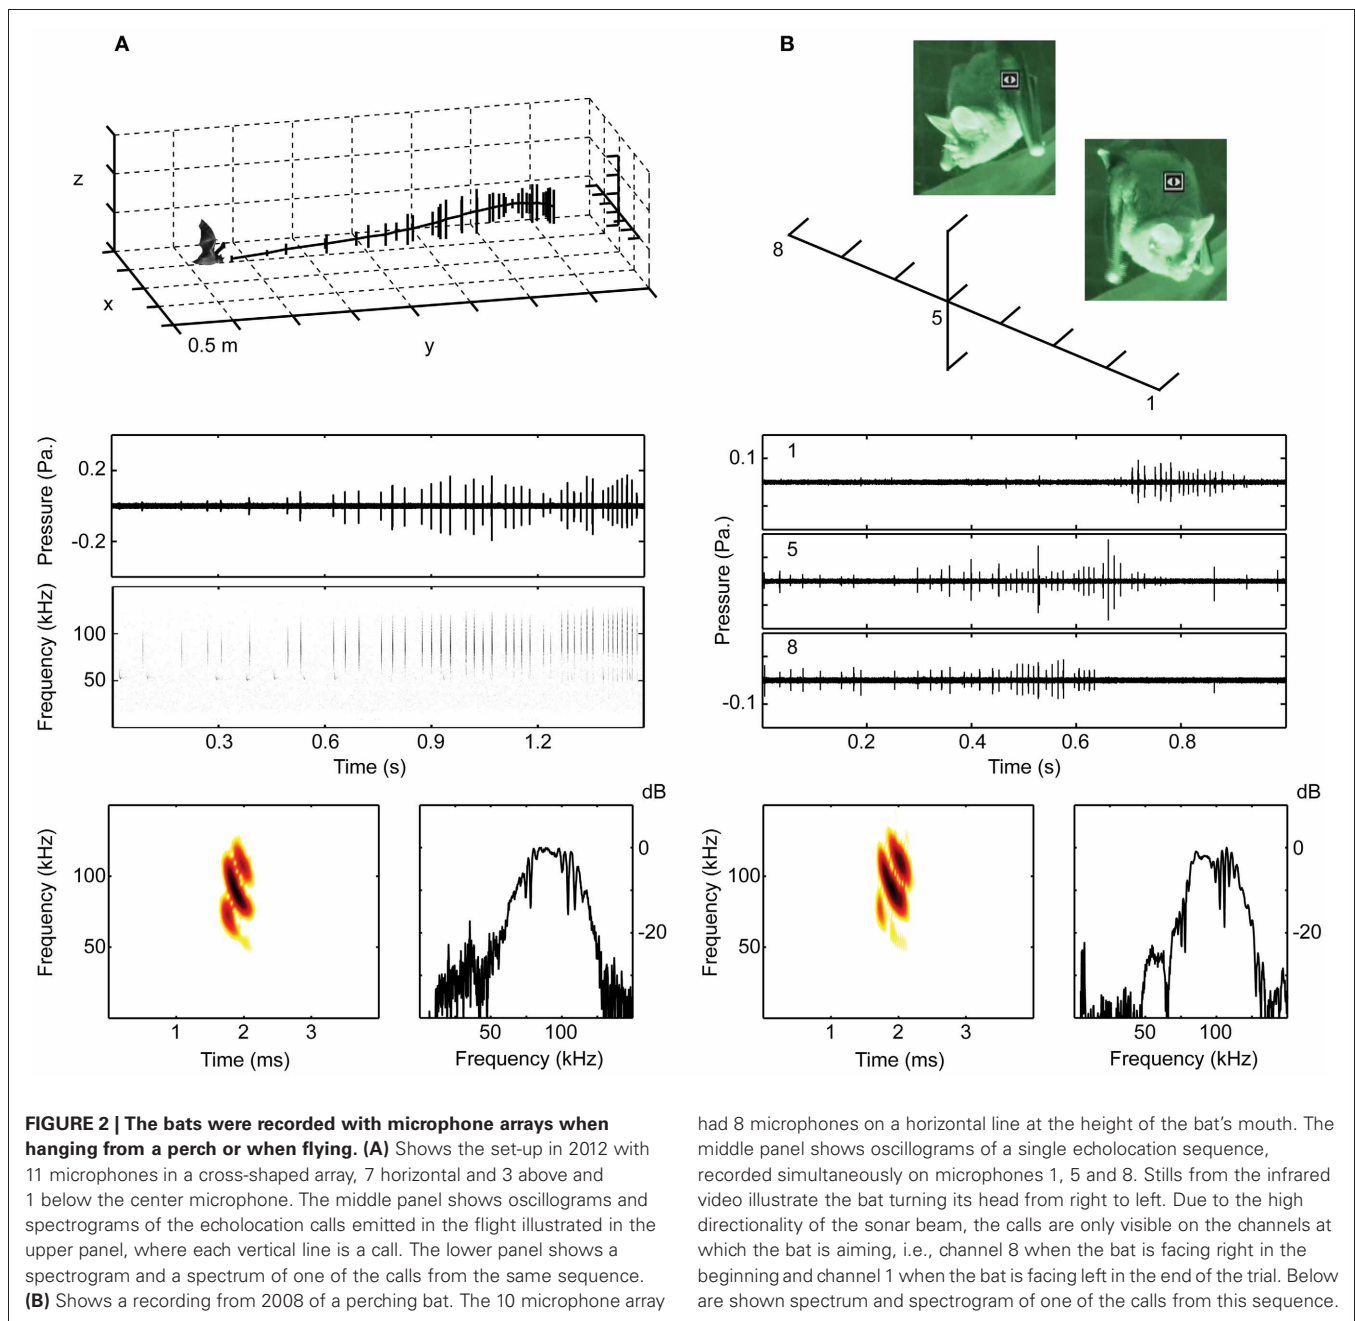 A
z
x
0.5 m
y
Pressure (Pa.)
0.2
-0.2
Frequency (kHz)
100
50
0.3 0.6 0.9 1.2
Time (s)
dB
Frequency (kHz)
100
50
0
-20
1 2 3
Time (ms)
50 100
Frequency (kHz)
B
8
5
1
Pressure (Pa.)
0.1
1
5
8
-0.1
0.2 0.4 0.6 0.8
Time (s)
dB
Frequency (kHz)
100
50
0
-20
1 2 3
Time (ms)
50 100
Frequency (kHz)
FIGURE 2 | The bats were recorded with microphone arrays when
hanging from a perch or when flying. (A) Shows the set-up in 2012 with
11 microphones in a cross-shaped array, 7 horizontal and 3 above and
1 below the center microphone. The middle panel shows oscillograms and
spectrograms of the echolocation calls emitted in the flight illustrated in the
upper panel, where each vertical line is a call. The lower panel shows a
spectrogram and a spectrum of one of the calls from the same sequence.
(B) Shows a recording from 2008 of a perching bat. The 10 microphone array
had 8 microphones on a horizontal line at the height of the bat's mouth. The
middle panel shows oscillograms of a single echolocation sequence,
recorded simultaneously on microphones 1, 5 and 8. Stills from the infrared
video illustrate the bat turning its head from right to left. Due to the high
directionality of the sonar beam, the calls are only visible on the channels at
which the bat is aiming, i.e., channel 8 when the bat is facing right in the
beginning and channel 1 when the bat is facing left in the end of the trial. Below
are shown spectrum and spectrogram of one of the calls from this sequence.